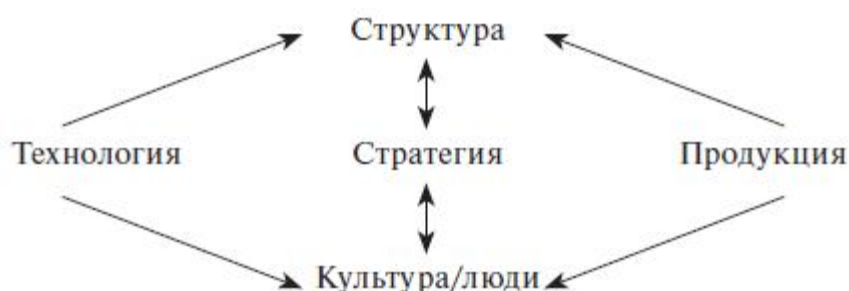 Структура
Технология Стратегия Продукция
Культура/люди